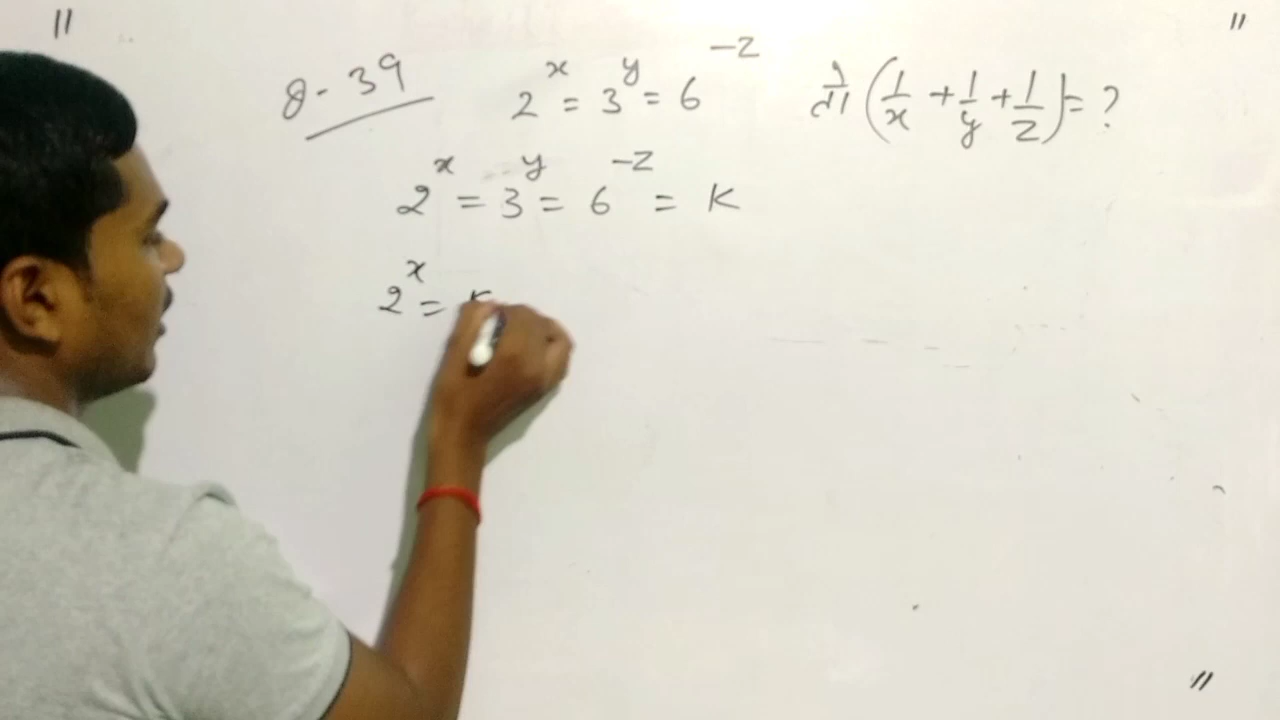 8-39 2^x = 3^y = 6^-z तो (1/x + 1/y + 1/z) = ?
2^x = 3^y = 6^-z = K
2^x =